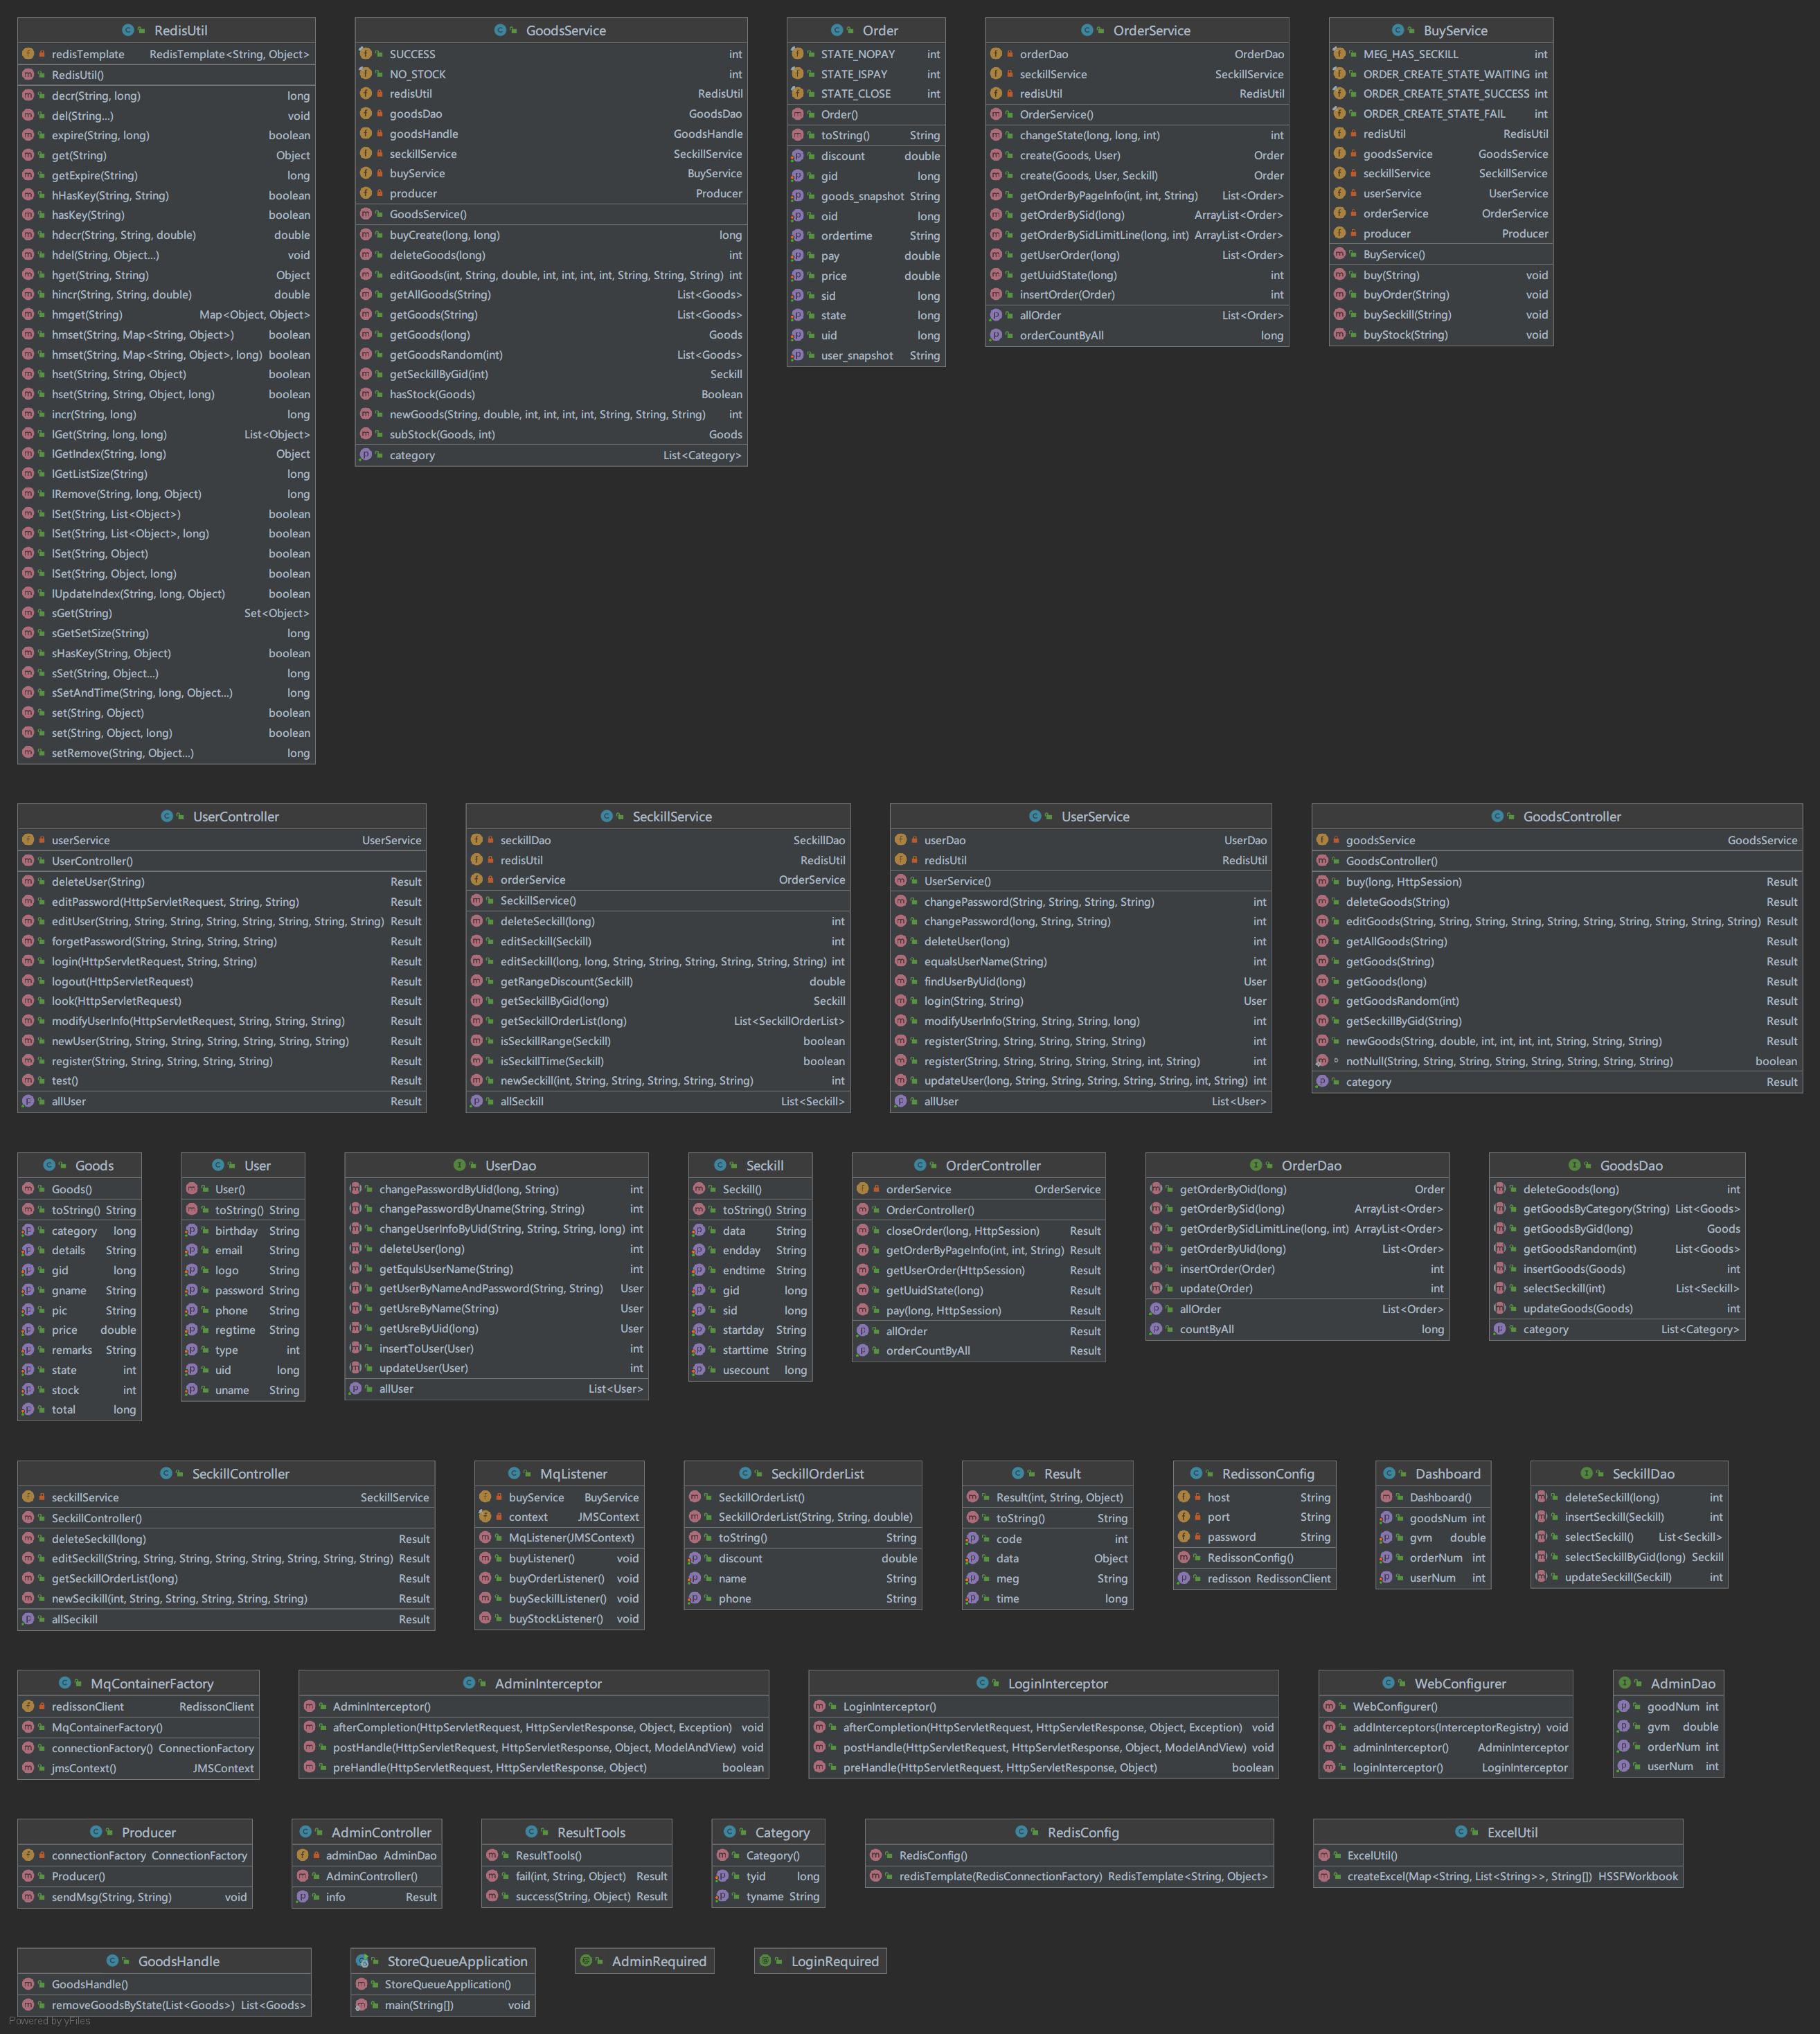 RedisUtil
redisTemplate RedisTemplate<String, Object>
RedisUtil()
decr(String, long) long
del(String...) void
expire(String, long) boolean
get(String) Object
getExpire(String) long
hHasKey(String, String) boolean
hasKey(String) boolean
hdecr(String, String, double) double
hdel(String, Object...) void
hget(String, String) Object
hincr(String, String, double) double
hmget(String) Map<Object, Object>
hmset(String, Map<String, Object>) boolean
hmset(String, Map<String, Object>, long) boolean
hset(String, String, Object) boolean
hset(String, String, Object, long) boolean
incr(String, long) long
lGet(String, long, long) List<Object>
lGetIndex(String, long) Object
lGetListSize(String) long
lRemove(String, long, Object) long
lSet(String, List<Object>) boolean
lSet(String, List<Object>, long) boolean
lSet(String, Object) boolean
lSet(String, Object, long) boolean
lUpdateIndex(String, long, Object) boolean
sGet(String) Set<Object>
sGetSetSize(String) long
sHasKey(String, Object) boolean
sSet(String, Object...) long
sSetAndTime(String, long, Object...) long
set(String, Object) boolean
set(String, Object, long) boolean
setRemove(String, Object...) long
GoodsService
SUCCESS int
NO_STOCK int
redisUtil RedisUtil
goodsDao GoodsDao
goodsHandle GoodsHandle
seckillService SeckillService
buyService BuyService
producer Producer
GoodsService()
buyCreate(long, long) long
deleteGoods(long) int
editGoods(int, String, double, int, int, int, int, String, String, String) int
getAllGoods(String) List<Goods>
getGoods(String) List<Goods>
getGoods(long) Goods
getGoodsRandom(int) List<Goods>
getSeckillByGid(int) Seckill
hasStock(Goods) Boolean
newGoods(String, double, int, int, int, int, String, String, String) int
subStock(Goods, int) Goods
category List<Category>
Order
STATE_NOPAY int
STATE_ISPAY int
STATE_CLOSE int
Order()
toString() String
discount double
gid long
goods_snapshot String
oid long
ordertime String
pay double
price double
sid long
state long
uid long
user_snapshot String
OrderService
orderDao OrderDao
seckillService SeckillService
redisUtil RedisUtil
OrderService()
changeState(long, long, int) int
create(Goods, User) Order
create(Goods, User, Seckill) Order
getOrderByPageInfo(int, int, String) List<Order>
getOrderBySid(long) ArrayList<Order>
getOrderBySidLimitLine(long, int) ArrayList<Order>
getUserOrder(long) List<Order>
getUuidState(long) int
insertOrder(Order) int
allOrder List<Order>
orderCountByAll long
BuyService
MEG_HAS_SECKILL int
ORDER_CREATE_STATE_WAITING int
ORDER_CREATE_STATE_SUCCESS int
ORDER_CREATE_STATE_FAIL int
redisUtil RedisUtil
goodsService GoodsService
seckillService SeckillService
userService UserService
orderService OrderService
producer Producer
BuyService()
buy(String) void
buyOrder(String) void
buySeckill(String) void
buyStock(String) void
UserController
userService UserService
UserController()
deleteUser(String) Result
editPassword(HttpServletRequest, String, String) Result
editUser(String, String, String, String, String, String, String, String) Result
forgetPassword(String, String, String, String) Result
login(HttpServletRequest, String, String) Result
logout(HttpServletRequest) Result
look(HttpServletRequest) Result
modifyUserInfo(HttpServletRequest, String, String, String) Result
newUser(String, String, String, String, String, String, String) Result
register(String, String, String, String, String) Result
test() Result
allUser Result
SeckillService
seckillDao SeckillDao
redisUtil RedisUtil
orderService OrderService
SeckillService()
deleteSeckill(long) int
editSeckill(Seckill) int
editSeckill(long, long, String, String, String, String, String, String) int
getRangeDiscount(Seckill) double
getSeckillByGid(long) Seckill
getSeckillOrderList(long) List<SeckillOrderList>
isSeckillRange(Seckill) boolean
isSeckillTime(Seckill) boolean
newSeckill(int, String, String, String, String, String) int
allSeckill List<Seckill>
UserService
userDao UserDao
redisUtil RedisUtil
UserService()
changePassword(String, String, String, String) int
changePassword(long, String, String) int
deleteUser(long) int
equalsUserName(String) int
findUserByUid(long) User
login(String, String) User
modifyUserInfo(String, String, String, long) int
register(String, String, String, String, String) int
register(String, String, String, String, String, int, String) int
updateUser(long, String, String, String, String, String, int, String) int
allUser List<User>
GoodsController
goodsService GoodsService
GoodsController()
buy(long, HttpSession) Result
deleteGoods(String) Result
editGoods(String, String, String, String, String, String, String, String, String, String) Result
getAllGoods(String) Result
getGoods(String) Result
getGoods(long) Result
getGoodsRandom(int) Result
getSeckillByGid(String) Result
newGoods(String, double, int, int, int, int, String, String, String) Result
notNull(String, String, String, String, String, String, String, String) boolean
category Result
Goods
Goods()
toString() String
category long
details String
gid long
gname String
pic String
price double
remarks String
state int
stock int
total long
User
User()
toString() String
birthday String
email String
logo String
password String
phone String
regtime String
type int
uid long
uname String
UserDao
changePasswordByUid(long, String) int
changePasswordByUname(String, String) int
changeUserInfoByUid(String, String, String, long) int
deleteUser(long) int
getEqulsUserName(String) int
getUserByNameAndPassword(String, String) User
getUsreByName(String) User
getUsreByUid(long) User
insertToUser(User) int
updateUser(User) int
allUser List<User>
Seckill
Seckill()
toString() String
data String
endday String
endtime String
gid long
sid long
startday String
starttime String
usecount long
OrderController
orderService OrderService
OrderController()
closeOrder(long, HttpSession) Result
getOrderByPageInfo(int, int, String) Result
getUserOrder(HttpSession) Result
getUuidState(long) Result
pay(long, HttpSession) Result
allOrder Result
orderCountByAll Result
OrderDao
getOrderByOid(long) Order
getOrderBySid(long) ArrayList<Order>
getOrderBySidLimitLine(long, int) ArrayList<Order>
getOrderByUid(long) List<Order>
insertOrder(Order) int
update(Order) int
allOrder List<Order>
countByAll long
GoodsDao
deleteGoods(long) int
getGoodsByCategory(String) List<Goods>
getGoodsByGid(long) Goods
getGoodsRandom(int) List<Goods>
insertGoods(Goods) int
selectSeckill(int) List<Seckill>
updateGoods(Goods) int
category List<Category>
SeckillController
seckillService SeckillService
SeckillController()
deleteSeckill(long) Result
editSeckill(String, String, String, String, String, String, String, String) Result
getSeckillOrderList(long) Result
newSecikill(int, String, String, String, String, String) Result
allSecikill Result
MqListener
buyService BuyService
context JMSContext
MqListener(JMSContext)
buyListener() void
buyOrderListener() void
buySeckillListener() void
buyStockListener() void
SeckillOrderList
SeckillOrderList()
SeckillOrderList(String, String, double)
toString() String
discount double
name String
phone String
Result
Result(int, String, Object)
toString() String
code int
data Object
meg String
time long
RedissonConfig
host String
port String
password String
RedissonConfig()
redisson RedissonClient
Dashboard
Dashboard()
goodsNum int
gvm double
orderNum int
userNum int
SeckillDao
deleteSeckill(long) int
insertSeckill(Seckill) int
selectSeckill() List<Seckill>
selectSeckillByGid(long) Seckill
updateSeckill(Seckill) int
MqContainerFactory
redissonClient RedissonClient
MqContainerFactory()
connectionFactory() ConnectionFactory
jmsContext() JMSContext
AdminInterceptor
AdminInterceptor()
afterCompletion(HttpServletRequest, HttpServletResponse, Object, Exception) void
postHandle(HttpServletRequest, HttpServletResponse, Object, ModelAndView) void
preHandle(HttpServletRequest, HttpServletResponse, Object) boolean
LoginInterceptor
LoginInterceptor()
afterCompletion(HttpServletRequest, HttpServletResponse, Object, Exception) void
postHandle(HttpServletRequest, HttpServletResponse, Object, ModelAndView) void
preHandle(HttpServletRequest, HttpServletResponse, Object) boolean
WebConfigurer
WebConfigurer()
addInterceptors(InterceptorRegistry) void
adminInterceptor() AdminInterceptor
loginInterceptor() LoginInterceptor
AdminDao
goodNum int
gvm double
orderNum int
userNum int
Producer
connectionFactory ConnectionFactory
Producer()
sendMsg(String, String) void
AdminController
adminDao AdminDao
AdminController()
info Result
ResultTools
ResultTools()
fail(int, String, Object) Result
success(String, Object) Result
Category
Category()
tyid long
tyname String
RedisConfig
RedisConfig()
redisTemplate(RedisConnectionFactory) RedisTemplate<String, Object>
ExcelUtil
ExcelUtil()
createExcel(Map<String, List<String>>, String[]) HSSFWorkbook
GoodsHandle
GoodsHandle()
removeGoodsByState(List<Goods>) List<Goods>
StoreQueueApplication
StoreQueueApplication()
main(String[]) void
AdminRequired
LoginRequired
Powered by yFiles